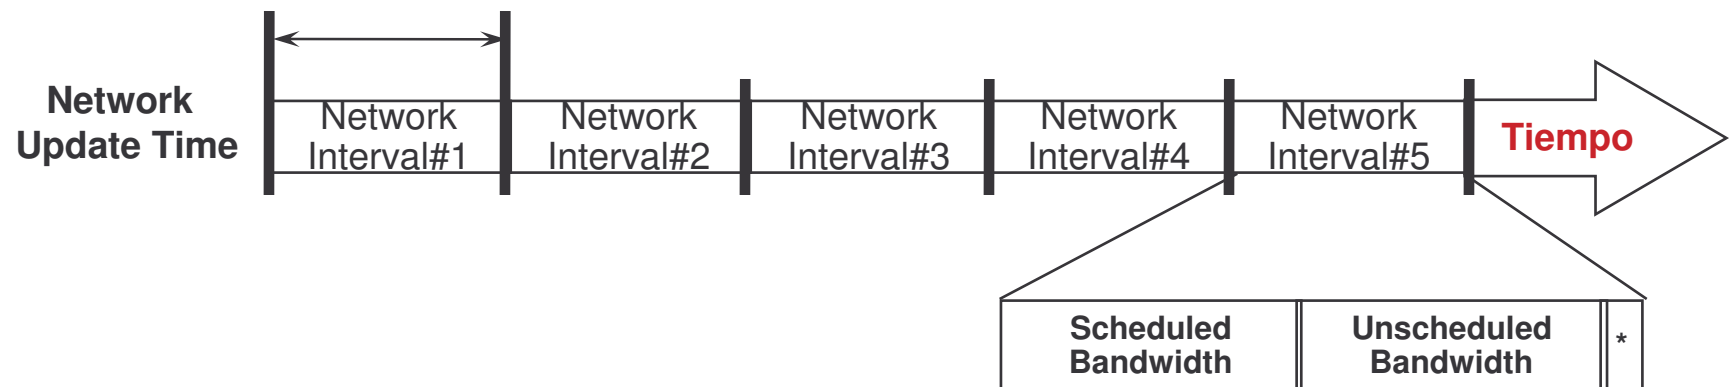 Network
Update Time
Network
Interval#1
Network
Interval#2
Network
Interval#3
Network
Interval#4
Network
Interval#5
Tiempo
Scheduled
Bandwidth
Unscheduled
Bandwidth
*